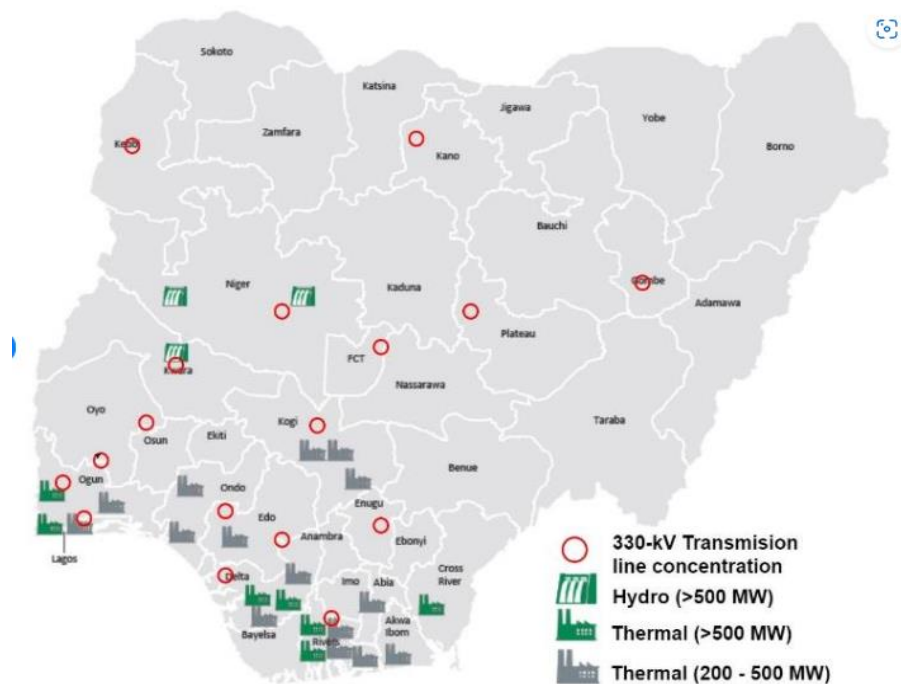 Sokoto
Katsina
Jigawa
Yobe
Zamfara
Kebbi
Kano
Borno
Bauchi
Niger
Kaduna
Gombe
Adamawa
Plateau
FCT
Kwara
Nassarawa
Oyo
Kogi
Taraba
Osun
Ekiti
Benue
Ogun
Ondo
Enugu
Edo
Anambra
Ebonyi
Lagos
Delta
Imo
Abia
Cross
River
Bayelsa
Rivers
Akwa
Ibom
330-kV Transmision
line concentration
Hydro (>500 MW)
Thermal (>500 MW)
Thermal (200 - 500 MW)